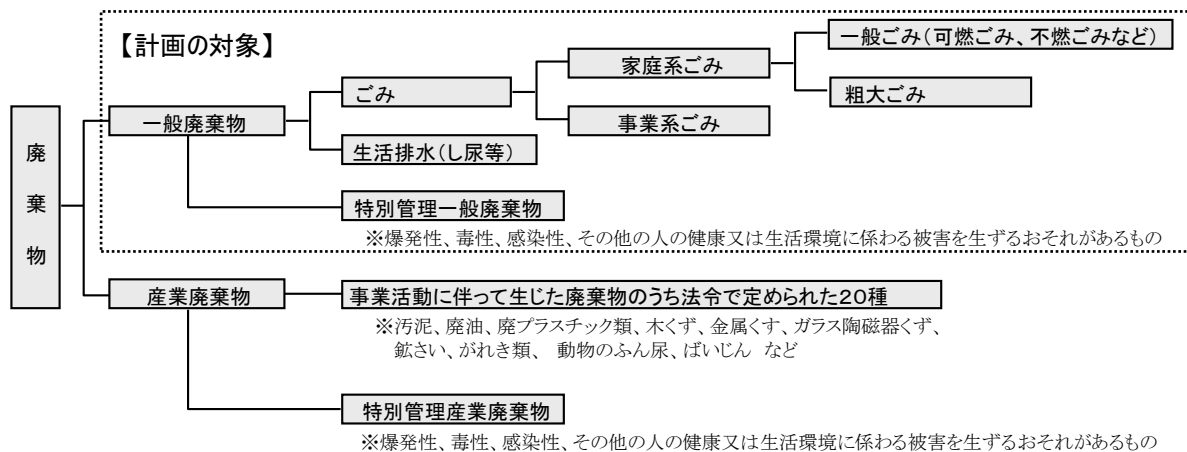 【計画の対象】
一般ごみ(可燃ごみ、不燃ごみなど)
家庭系ごみ
ごみ
粗大ごみ
一般廃棄物
事業系ごみ
廃棄物
生活排水(し尿等)
特別管理一般廃棄物
※爆発性、毒性、感染性、その他の人の健康又は生活環境に係わる被害を生ずるおそれがあるもの
産業廃棄物
事業活動に伴って生じた廃棄物のうち法令で定められた20種
※汚泥、廃油、廃プラスチック類、木くず、金属くす、ガラス陶磁器くず、
鉱さい、がれき類、 動物のふん尿、ばいじん など
特別管理産業廃棄物
※爆発性、毒性、感染性、その他の人の健康又は生活環境に係わる被害を生ずるおそれがあるもの